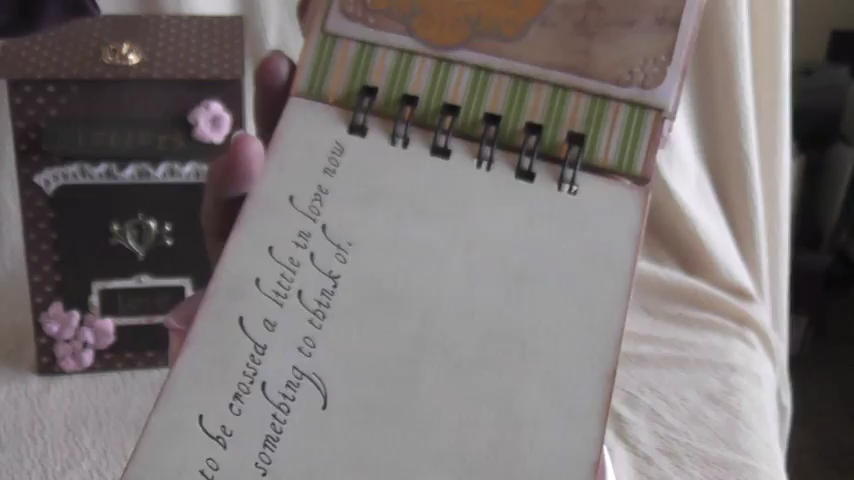 to be crossed a little in love now
something to think of.